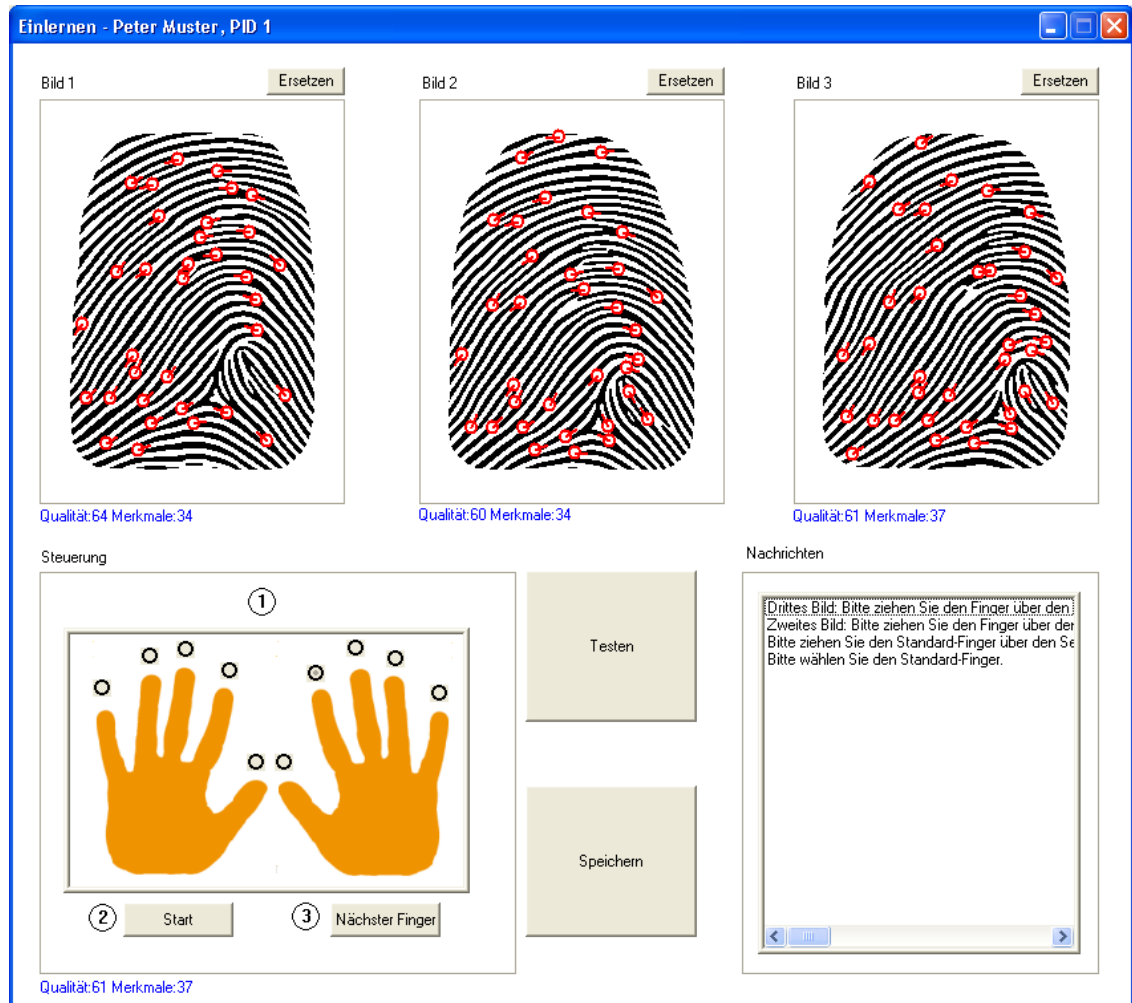 Einlernen - Peter Muster, PID 1
Bild 1
Ersetzen
Bild 2
Ersetzen
Bild 3
Ersetzen
Qualität:64 Merkmale:34
Qualität:60 Merkmale:34
Qualität:61 Merkmale:37
Steuerung
1
2
Start
3
Nächster Finger
Qualität:61 Merkmale:37
Testen
Speichern
Nachrichten
Drittes Bild: Bitte ziehen Sie den Finger über den
Zweites Bild: Bitte ziehen Sie den Finger über der
Bitte ziehen Sie den Standard-Finger über den Se
Bitte wählen Sie den Standard-Finger.